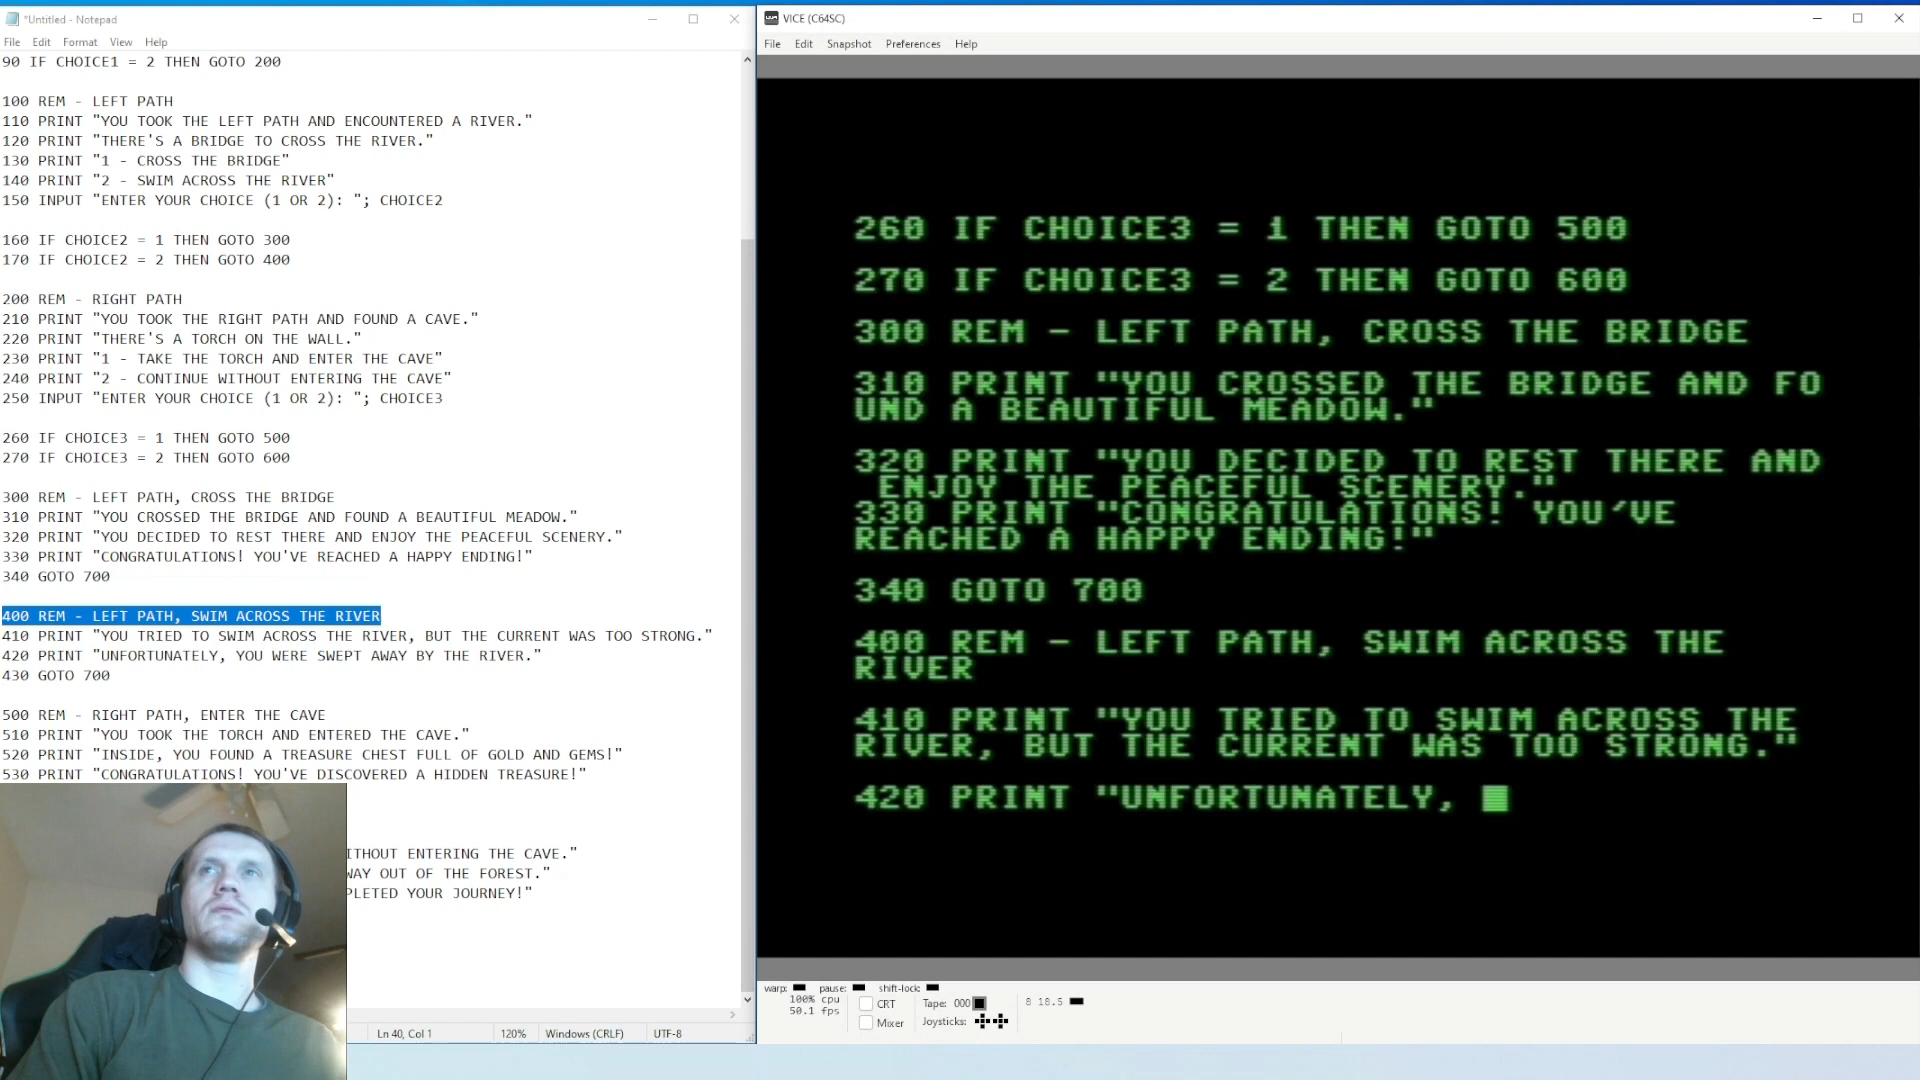 *Untitled - Notepad
File Edit Format View Help
90 IF CHOICE1 = 2 THEN GOTO 200
100 REM - LEFT PATH
110 PRINT "YOU TOOK THE LEFT PATH AND ENCOUNTERED A RIVER."
120 PRINT "THERE'S A BRIDGE TO CROSS THE RIVER."
130 PRINT "1 - CROSS THE BRIDGE"
140 PRINT "2 - SWIM ACROSS THE RIVER"
150 INPUT "ENTER YOUR CHOICE (1 OR 2): "; CHOICE2
160 IF CHOICE2 = 1 THEN GOTO 300
170 IF CHOICE2 = 2 THEN GOTO 400
200 REM - RIGHT PATH
210 PRINT "YOU TOOK THE RIGHT PATH AND FOUND A CAVE."
220 PRINT "THERE'S A TORCH ON THE WALL."
230 PRINT "1 - TAKE THE TORCH AND ENTER THE CAVE"
240 PRINT "2 - CONTINUE WITHOUT ENTERING THE CAVE"
250 INPUT "ENTER YOUR CHOICE (1 OR 2): "; CHOICE3
260 IF CHOICE3 = 1 THEN GOTO 500
270 IF CHOICE3 = 2 THEN GOTO 600
300 REM - LEFT PATH, CROSS THE BRIDGE
310 PRINT "YOU CROSSED THE BRIDGE AND FOUND A BEAUTIFUL MEADOW."
320 PRINT "YOU DECIDED TO REST THERE AND ENJOY THE PEACEFUL SCENERY."
330 PRINT "CONGRATULATIONS! YOU'VE REACHED A HAPPY ENDING!"
340 GOTO 700
400 REM - LEFT PATH, SWIM ACROSS THE RIVER
410 PRINT "YOU TRIED TO SWIM ACROSS THE RIVER, BUT THE CURRENT WAS TOO STRONG."
420 PRINT "UNFORTUNATELY, YOU WERE SWEPT AWAY BY THE RIVER."
430 GOTO 700
500 REM - RIGHT PATH, ENTER THE CAVE
510 PRINT "YOU TOOK THE TORCH AND ENTERED THE CAVE."
520 PRINT "INSIDE, YOU FOUND A TREASURE CHEST FULL OF GOLD AND GEMS!"
530 PRINT "CONGRATULATIONS! YOU'VE DISCOVERED A HIDDEN TREASURE!"
ITHOUT ENTERING THE CAVE."
WAY OUT OF THE FOREST."
PLETED YOUR JOURNEY!"
Ln 40, Col 1 120% Windows (CRLF) UTF-8
VICE (C64SC)
File Edit Snapshot Preferences Help
260 IF CHOICE3 = 1 THEN GOTO 500
270 IF CHOICE3 = 2 THEN GOTO 600
300 REM - LEFT PATH, CROSS THE BRIDGE
310 PRINT "YOU CROSSED THE BRIDGE AND FO
UND A BEAUTIFUL MEADOW."
320 PRINT "YOU DECIDED TO REST THERE AND
ENJOY THE PEACEFUL SCENERY."
330 PRINT "CONGRATULATIONS! YOU'VE
REACHED A HAPPY ENDING!"
340 GOTO 700
400 REM - LEFT PATH, SWIM ACROSS THE
RIVER
410 PRINT "YOU TRIED TO SWIM ACROSS THE
RIVER, BUT THE CURRENT WAS TOO STRONG."
420 PRINT "UNFORTUNATELY,
warp: pause: shift-lock:
100% cpu
50.1 fps
CRT
Mixer
Tape: 000
Joysticks:
8 18.5